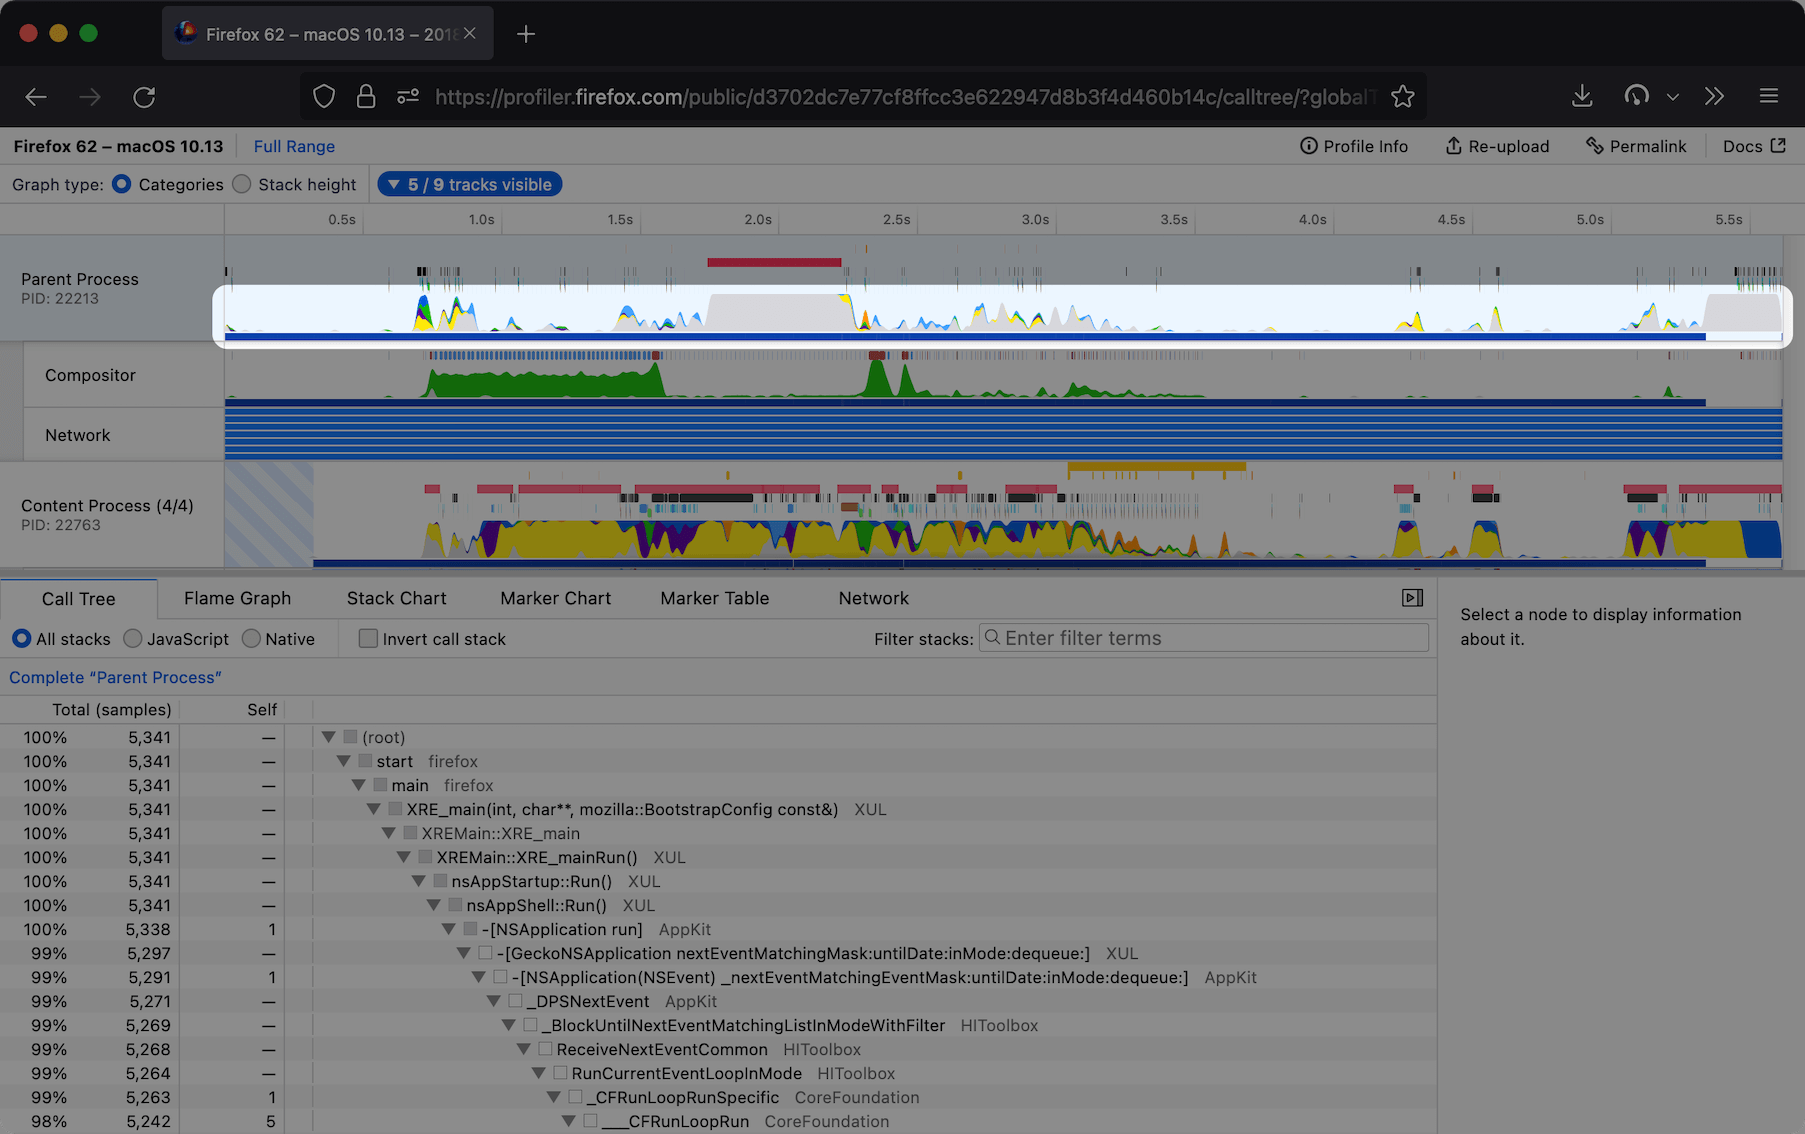 Firefox 62 – macOS 10.13 – 2018
https://profiler.firefox.com/public/d3702dc7e77cf8ffcc3e622947d8b3f4d460b14c/calltree/?global
Firefox 62 – macOS 10.13 Full Range Profile Info Re-upload Permalink Docs
Graph type: Categories Stack height 5 / 9 tracks visible
0.5s 1.0s 1.5s 2.0s 2.5s 3.0s 3.5s 4.0s 4.5s 5.0s 5.5s
Parent Process
PID: 22213
Compositor
Network
Content Process (4/4)
PID: 22763
Call Tree Flame Graph Stack Chart Marker Chart Marker Table Network
All stacks JavaScript Native Invert call stack Filter stacks: Enter filter terms
Complete “Parent Process”
Select a node to display information
about it.
Total (samples) Self
100% 5,341 — (root)
100% 5,341 — start firefox
100% 5,341 — main firefox
100% 5,341 — XRE_main(int, char**, mozilla::BootstrapConfig const&) XUL
100% 5,341 — XREMain::XRE_main
100% 5,341 — XREMain::XRE_mainRun() XUL
100% 5,341 — nsAppStartup::Run() XUL
100% 5,341 — nsAppShell::Run() XUL
100% 5,338 1 -[NSApplication run] AppKit
99% 5,297 — -[GeckoNSApplication nextEventMatchingMask:untilDate:inMode:dequeue:] XUL
99% 5,291 1 -[NSApplication(NSEvent) _nextEventMatchingEventMask:untilDate:inMode:dequeue:] AppKit
99% 5,271 — _DPSNextEvent AppKit
99% 5,269 — _BlockUntilNextEventMatchingListInModeWithFilter HIToolbox
99% 5,268 — ReceiveNextEventCommon HIToolbox
99% 5,264 — RunCurrentEventLoopInMode HIToolbox
99% 5,263 1 _CFRunLoopRunSpecific CoreFoundation
98% 5,242 5 ___CFRunLoopRun CoreFoundation